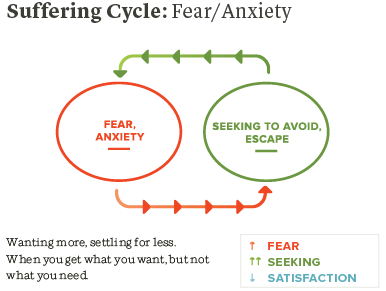 Suffering Cycle: Fear/Anxiety
FEAR,
ANXIETY
SEEKING TO AVOID,
ESCAPE
Wanting more, settling for less.
When you get what you want, but not
what you need.
↑ FEAR
↑↑ SEEKING
↓ SATISFACTION